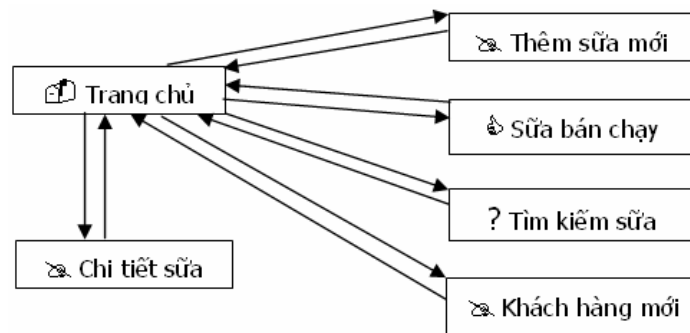 Thêm sữa mới
Trang chủ
Sữa bán chạy
? Tìm kiếm sữa
Chi tiết sữa
Khách hàng mới